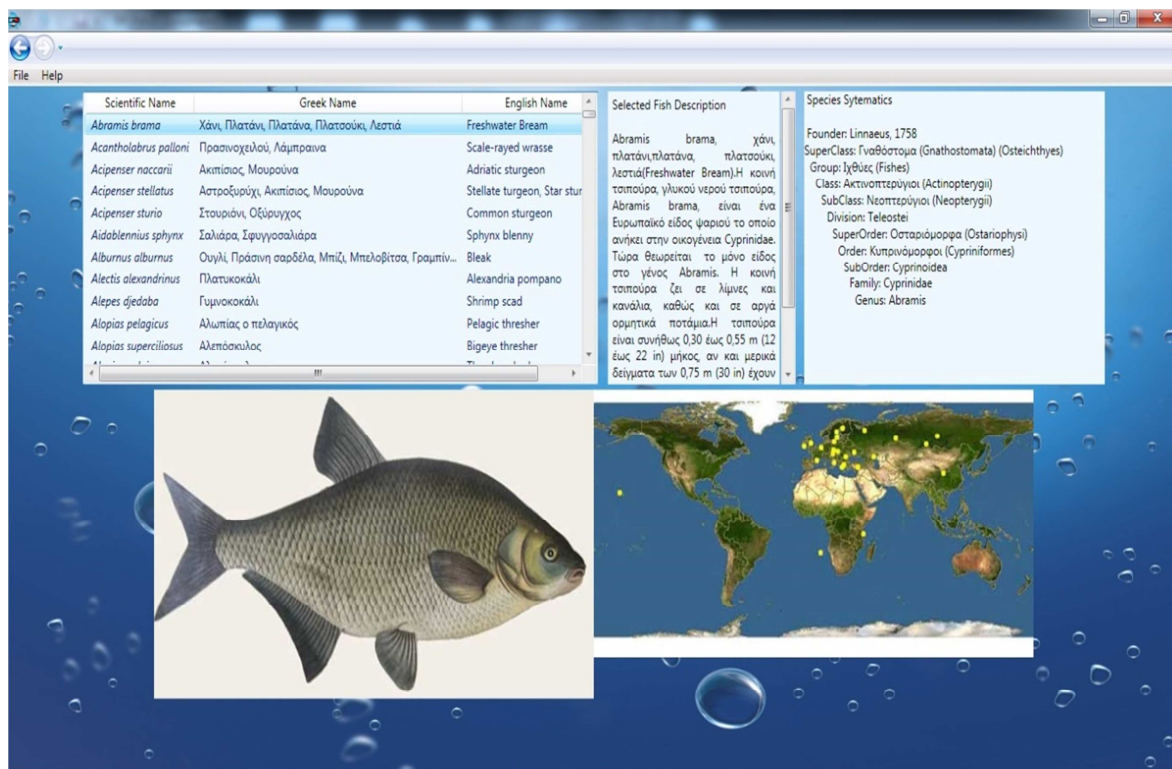 File Help
Scientific Name Greek Name English Name
Abramis brama Χάνι, Πλατάνι, Πλατάνα, Πλατσούκι, Λεστιά Freshwater Bream
Acantholabrus palloni Πρασινοχειλού, Λάμπραινα Scale-rayed wrasse
Acipenser naccarii Ακιπίσιος, Μουρούνα Adriatic sturgeon
Acipenser stellatus Αστροξυρύχι, Ακιπίσιος, Μουρούνα Stellate turgeon, Star stur
Acipenser sturio Στουριόνι, Οξύρυγχος Common sturgeon
Aidablennius sphynx Σαλιάρα, Σφυγγοσαλιάρα Sphynx blenny
Alburnus alburnus Ουγλί, Πράσινη σαρδέλα, Μπίζι, Μπελοβίτσα, Γραμπίν... Bleak
Alectis alexandrinus Πλατυκοκάλι Alexandria pompano
Alepes djedaba Γυμνοκοκάλι Shrimp scad
Alopias pelagicus Αλωπίας ο πελαγικός Pelagic thresher
Alopias superciliosus Αλεπόσκυλος Bigeye thresher
Selected Fish Description
Abramis brama, χάνι,
πλατάνι,πλατάνα, πλατσούκι,
λεστιά(Freshwater Bream).Η κοινή
τσιπούρα, γλυκού νερού τσιπούρα,
Abramis brama, είναι ένα
Ευρωπαϊκό είδος ψαριού το οποίο
ανήκει στην οικογένεια Cyprinidae.
Τώρα θεωρείται το μόνο είδος
στο γένος Abramis. Η κοινή
τσιπούρα ζει σε λίμνες και
κανάλια, καθώς και σε αργά
ορμητικά ποτάμια.Η τσιπούρα
είναι συνήθως 0,30 έως 0,55 m (12
έως 22 in) μήκος, αν και μερικά
δείγματα των 0,75 m (30 in) έχουν
Species Sytematics
Founder: Linnaeus, 1758
SuperClass: Γναθόστομα (Gnathostomata) (Osteichthyes)
Group: Ιχθύες (Fishes)
Class: Ακτινοπτερύγιοι (Actinopterygii)
SubClass: Νεοπτερύγιοι (Neopterygii)
Division: Teleostei
SuperOrder: Οσταριόμορφα (Ostariophysi)
Order: Κυπρινόμορφοι (Cypriniformes)
SubOrder: Cyprinoidea
Family: Cyprinidae
Genus: Abramis